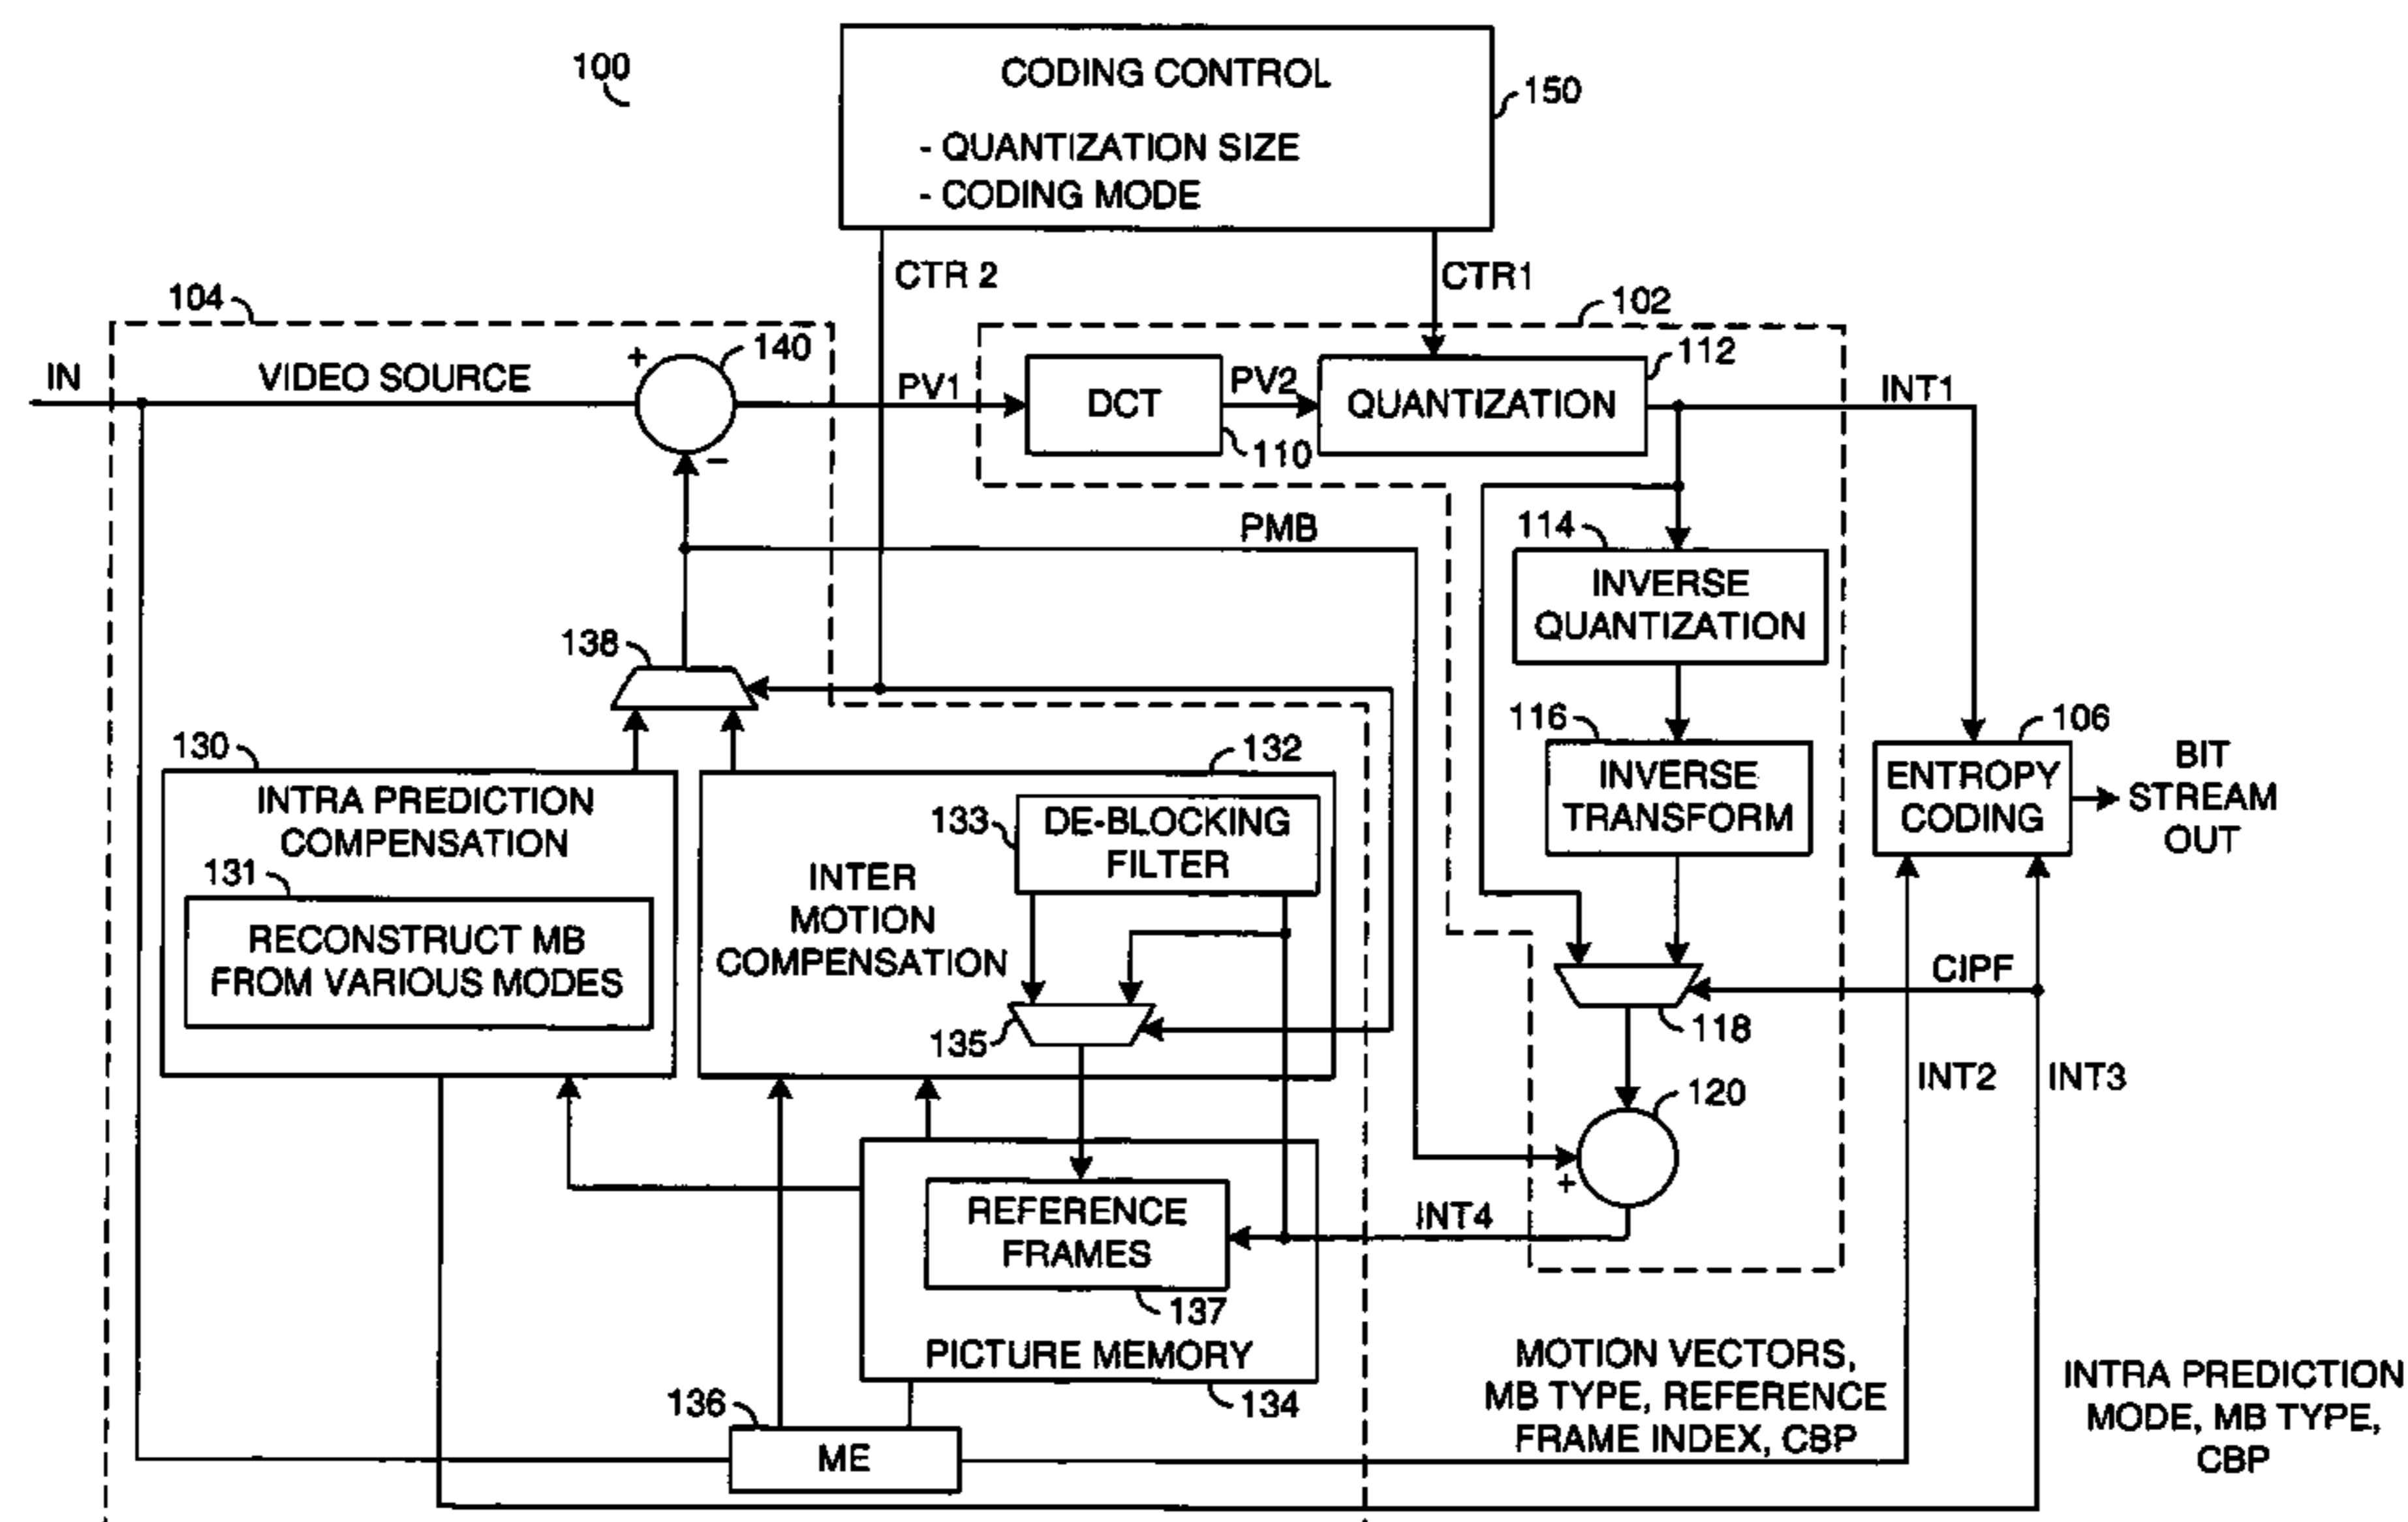 100
CODING CONTROL
- QUANTIZATION SIZE
- CODING MODE
150
CTR 2
CTR1
104
102
IN
VIDEO SOURCE
+
140
-
PV1
DCT
110
PV2
QUANTIZATION
112
INT1
PMB
114
INVERSE
QUANTIZATION
138
116
INVERSE
TRANSFORM
106
ENTROPY
CODING
BIT
STREAM
OUT
130
INTRA PREDICTION
COMPENSATION
131
RECONSTRUCT MB
FROM VARIOUS MODES
132
133
DE-BLOCKING
FILTER
INTER
MOTION
COMPENSATION
135
CIPF
118
INT2
INT3
120
+
INT4
REFERENCE
FRAMES
137
PICTURE MEMORY
134
136
ME
MOTION VECTORS,
MB TYPE, REFERENCE
FRAME INDEX, CBP
INTRA PREDICTION
MODE, MB TYPE,
CBP